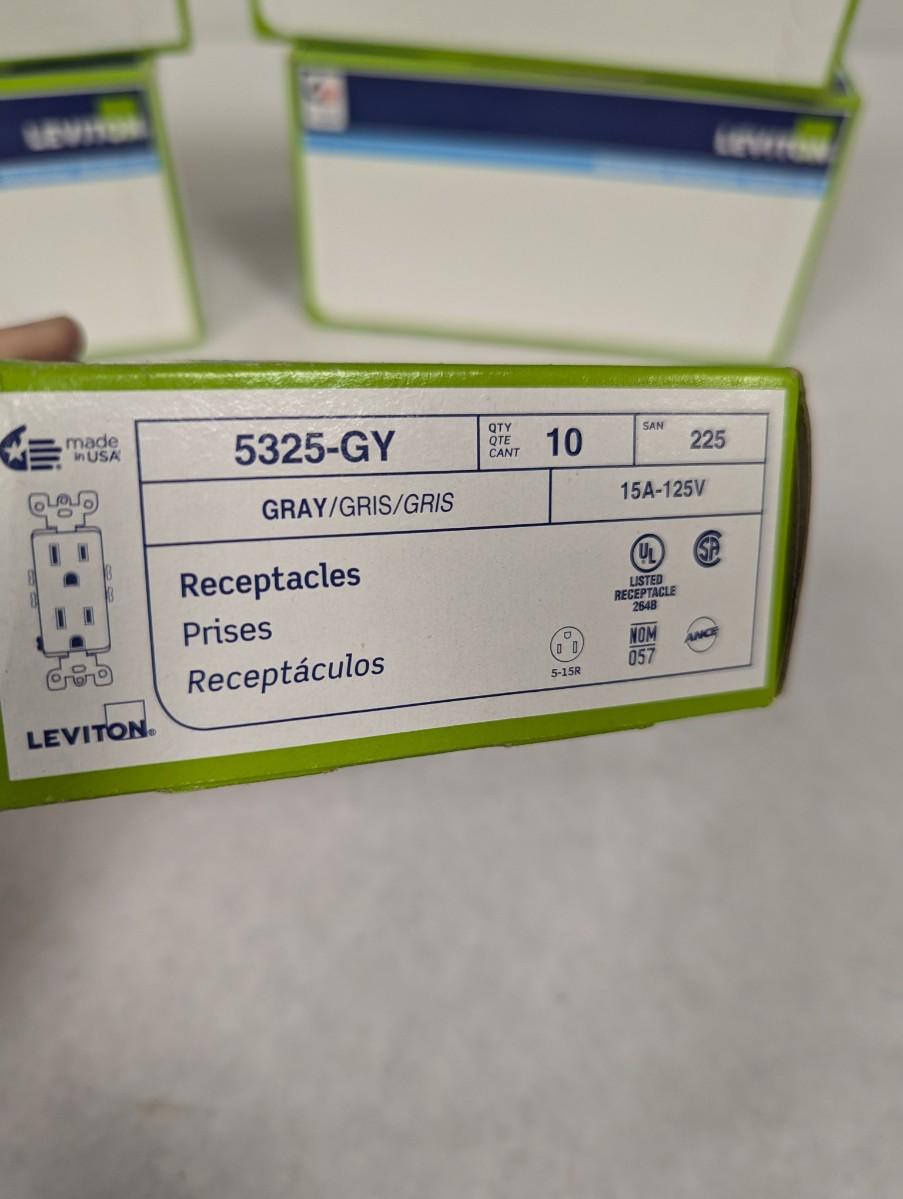 LEVITON
LEVITON
made
in USA
5325-GY
QTY
QTE
CANT
10
SAN
225
GRAY/GRIS/GRIS
15A-125V
Receptacles
Prises
Receptáculos
UL
SA
LISTED
RECEPTACLE
264B
5-15R
NOM
057
ANCE
LEVITON®